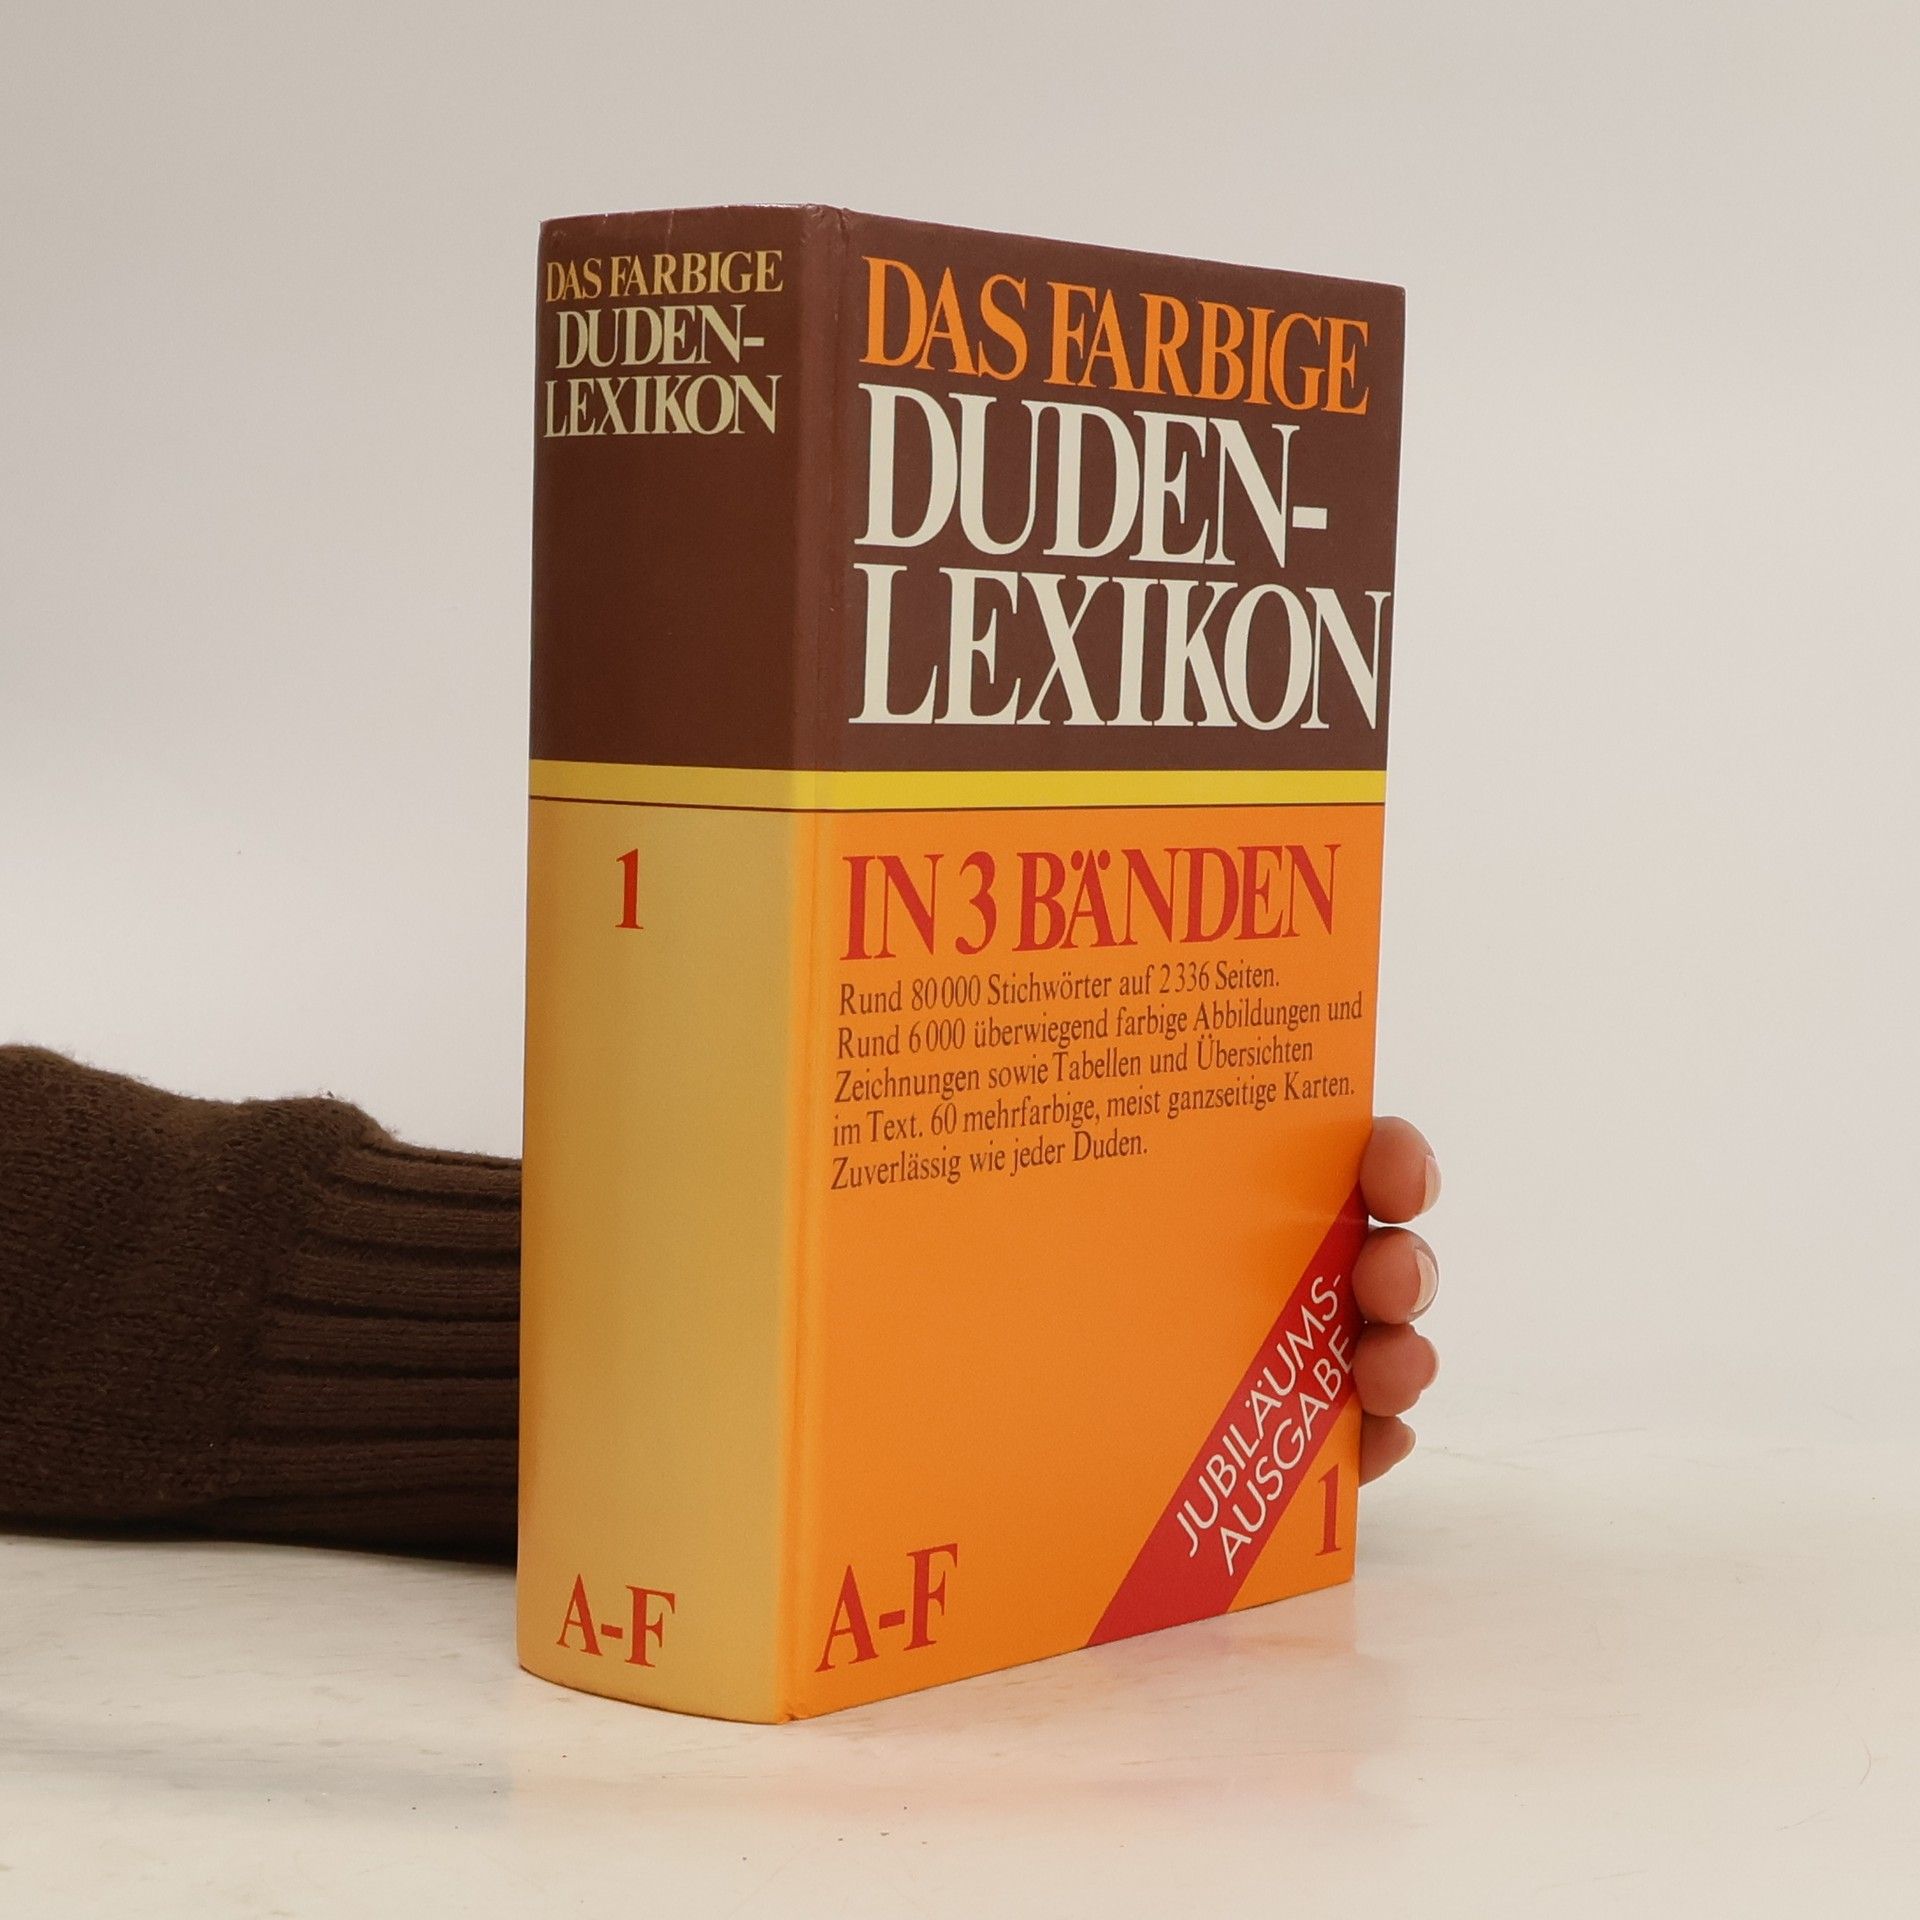 DAS FARBIGE
DUDEN-
LEXIKON
1
A-F
DAS FARBIGE
DUDEN-
LEXIKON
IN 3 BÄNDEN
Rund 80 000 Stichwörter auf 2 336 Seiten.
Rund 6 000 überwiegend farbige Abbildungen und
Zeichnungen sowie Tabellen und Übersichten
im Text. 60 mehrfarbige, meist ganzseitige Karten.
Zuverlässig wie jeder Duden.
JUBILÄUMS-
AUSGABE
A-F
1